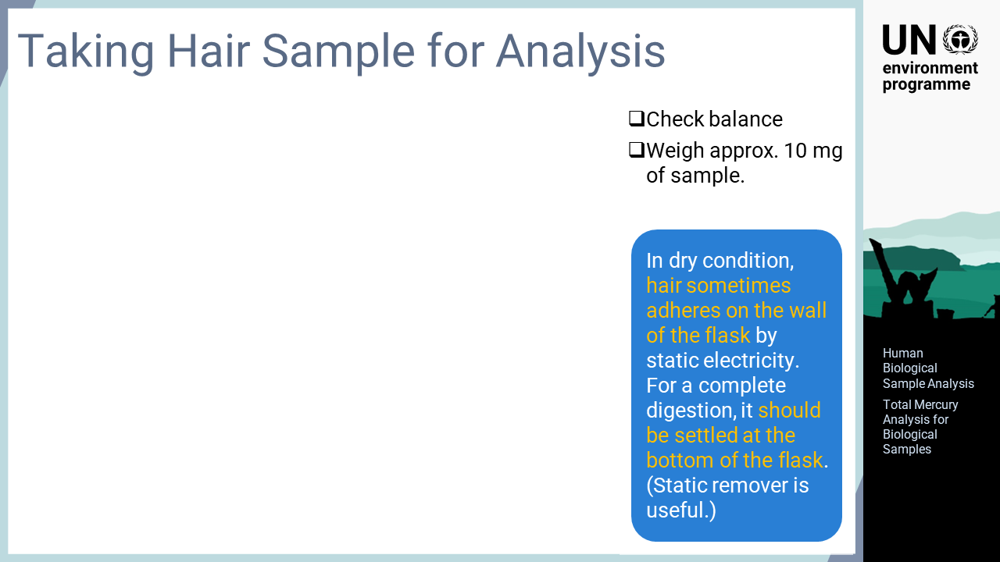 Taking Hair Sample for Analysis
UN
environment
programme
❑Check balance
❑Weigh approx. 10 mg
of sample.
In dry condition,
hair sometimes
adheres on the wall
of the flask by
static electricity.
For a complete
digestion, it should
be settled at the
bottom of the flask.
(Static remover is
useful.)
Human
Biological
Sample Analysis
Total Mercury
Analysis for
Biological
Samples